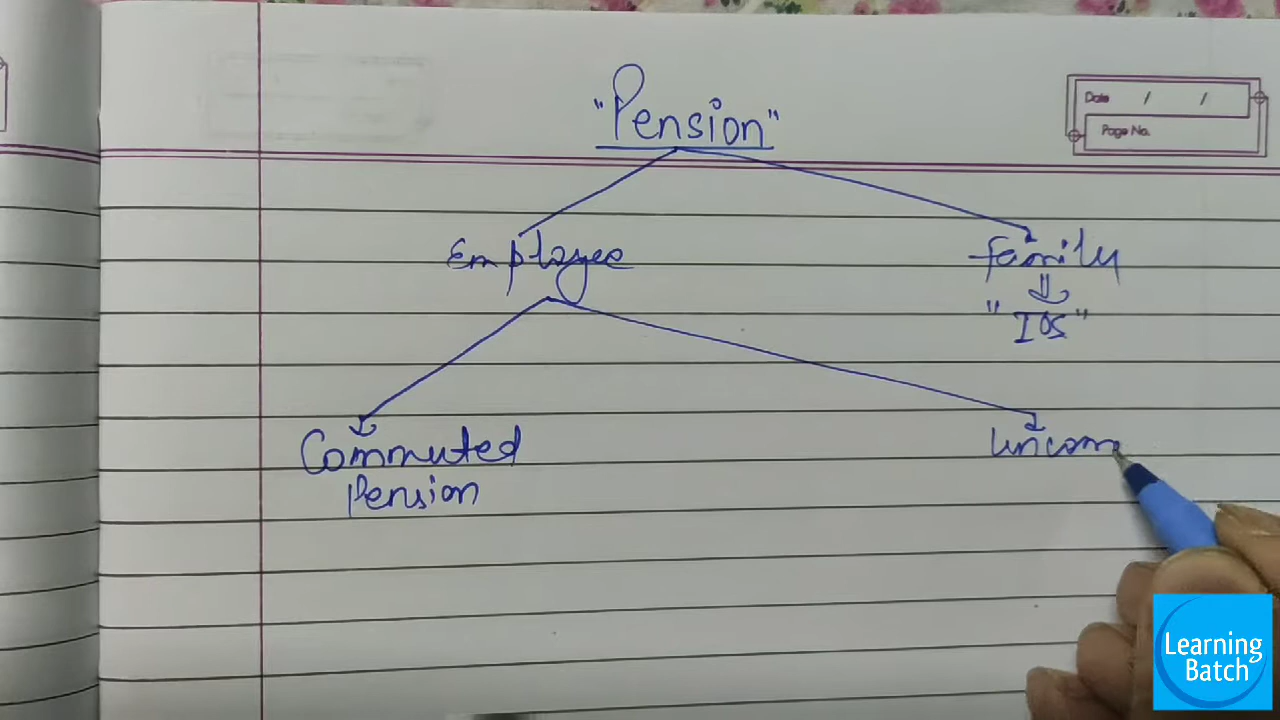 "Pension"
Date / /
Page No.
Employee
family
"IOS"
Commuted
Pension
Uncom
Learning
Batch